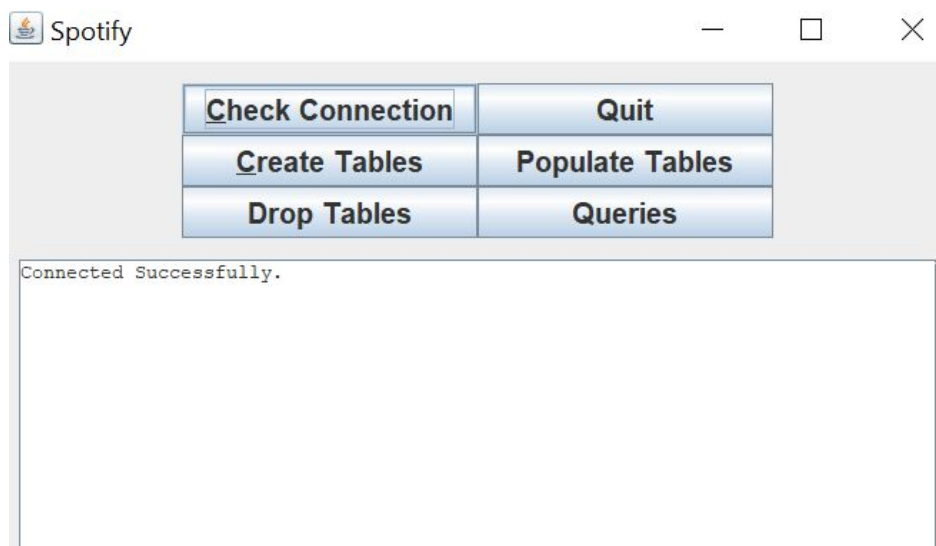 Spotify
Check Connection Quit
Create Tables Populate Tables
Drop Tables Queries
Connected Successfully.